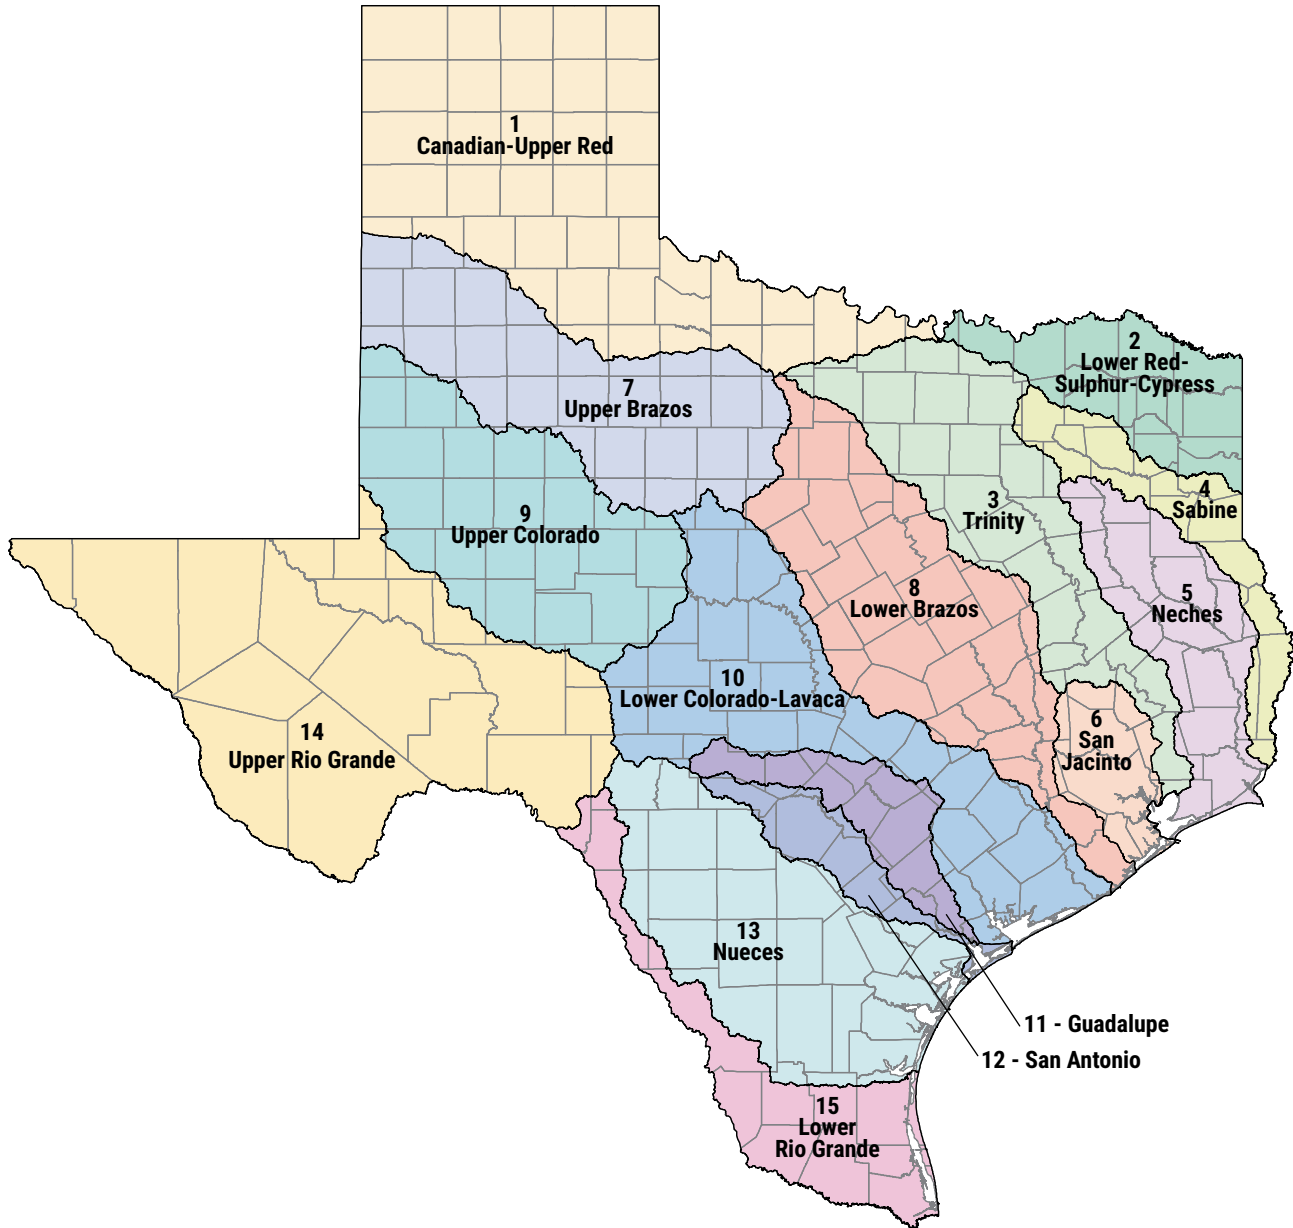 1
Canadian-Upper Red
2
Lower Red-
Sulphur-Cypress
3
Trinity
4
Sabine
5
Neches
6
San
Jacinto
7
Upper Brazos
8
Lower Brazos
9
Upper Colorado
10
Lower Colorado-Lavaca
11 - Guadalupe
12 - San Antonio
13
Nueces
14
Upper Rio Grande
15
Lower
Rio Grande